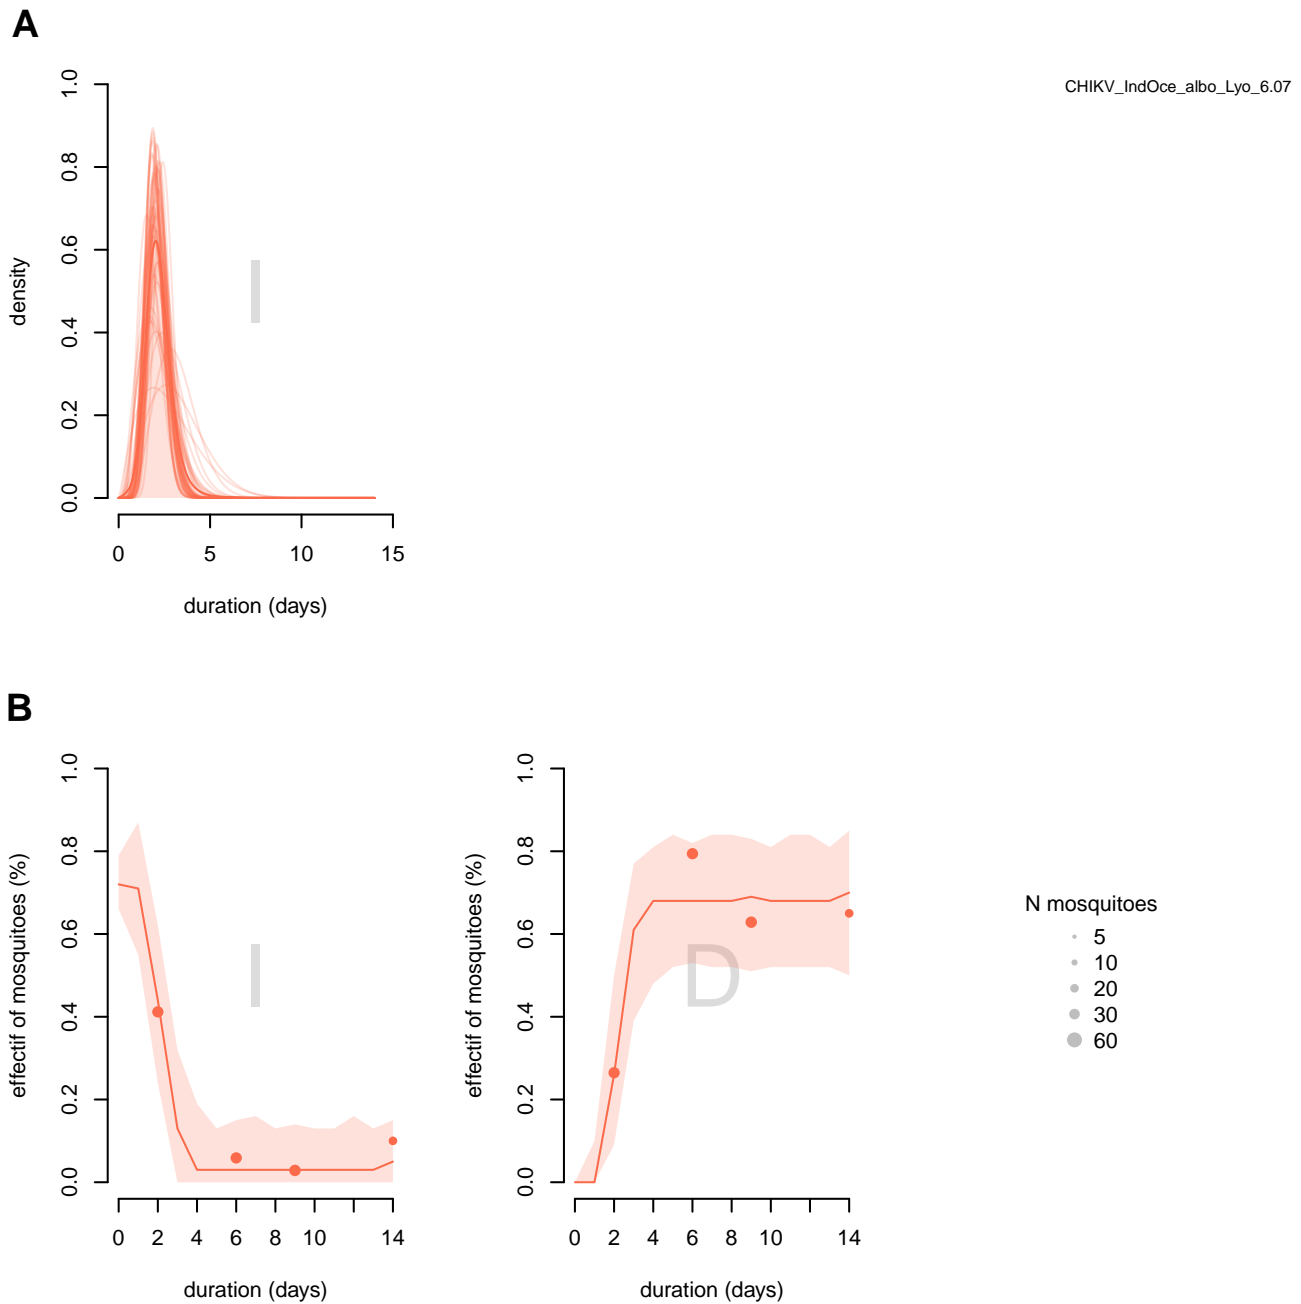 A
CHIKV_IndOce_albo_Lyo_6.07
density
0.0 0.2 0.4 0.6 0.8 1.0
I
0 5 10 15
duration (days)
B
effectif of mosquitoes (%)
0.0 0.2 0.4 0.6 0.8 1.0
I
0 2 4 6 8 10 14
duration (days)
effectif of mosquitoes (%)
0.0 0.2 0.4 0.6 0.8 1.0
D
0 2 4 6 8 10 14
duration (days)
N mosquitoes
5
10
20
30
60